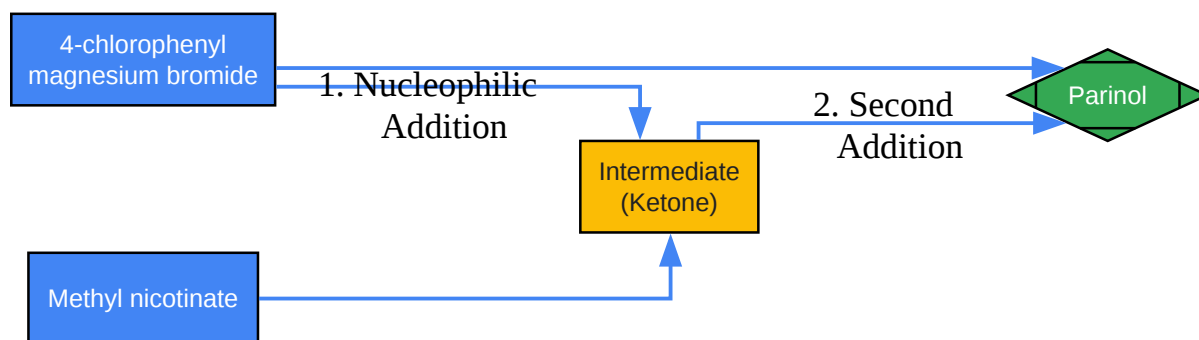 4-chlorophenyl
magnesium bromide
1. Nucleophilic
Addition
2. Second
Addition
Parinol
Intermediate
(Ketone)
Methyl nicotinate